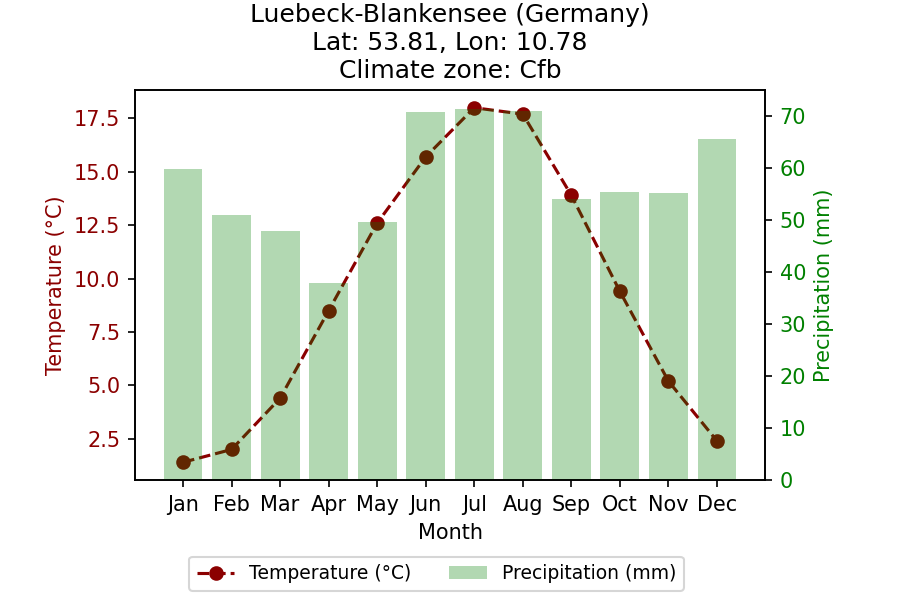 Luebeck-Blankensee (Germany)
Lat: 53.81, Lon: 10.78
Climate zone: Cfb
Temperature (°C)
17.5
15.0
12.5
10.0
7.5
5.0
2.5
70
60
50
40
30
20
10
0
Precipitation (mm)
Jan Feb Mar Apr May Jun Jul Aug Sep Oct Nov Dec
Month
Temperature (°C) Precipitation (mm)